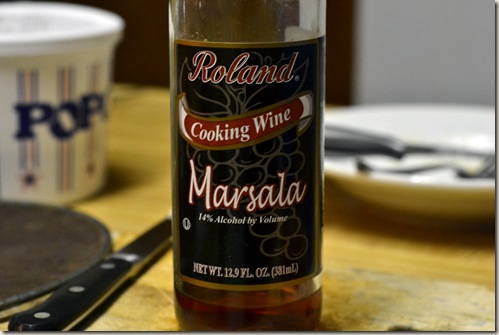 POP
Roland®
Cooking Wine
Marsala
14% Alcohol by Volume
U
NET WT. 12.9 FL. OZ. (381mL)